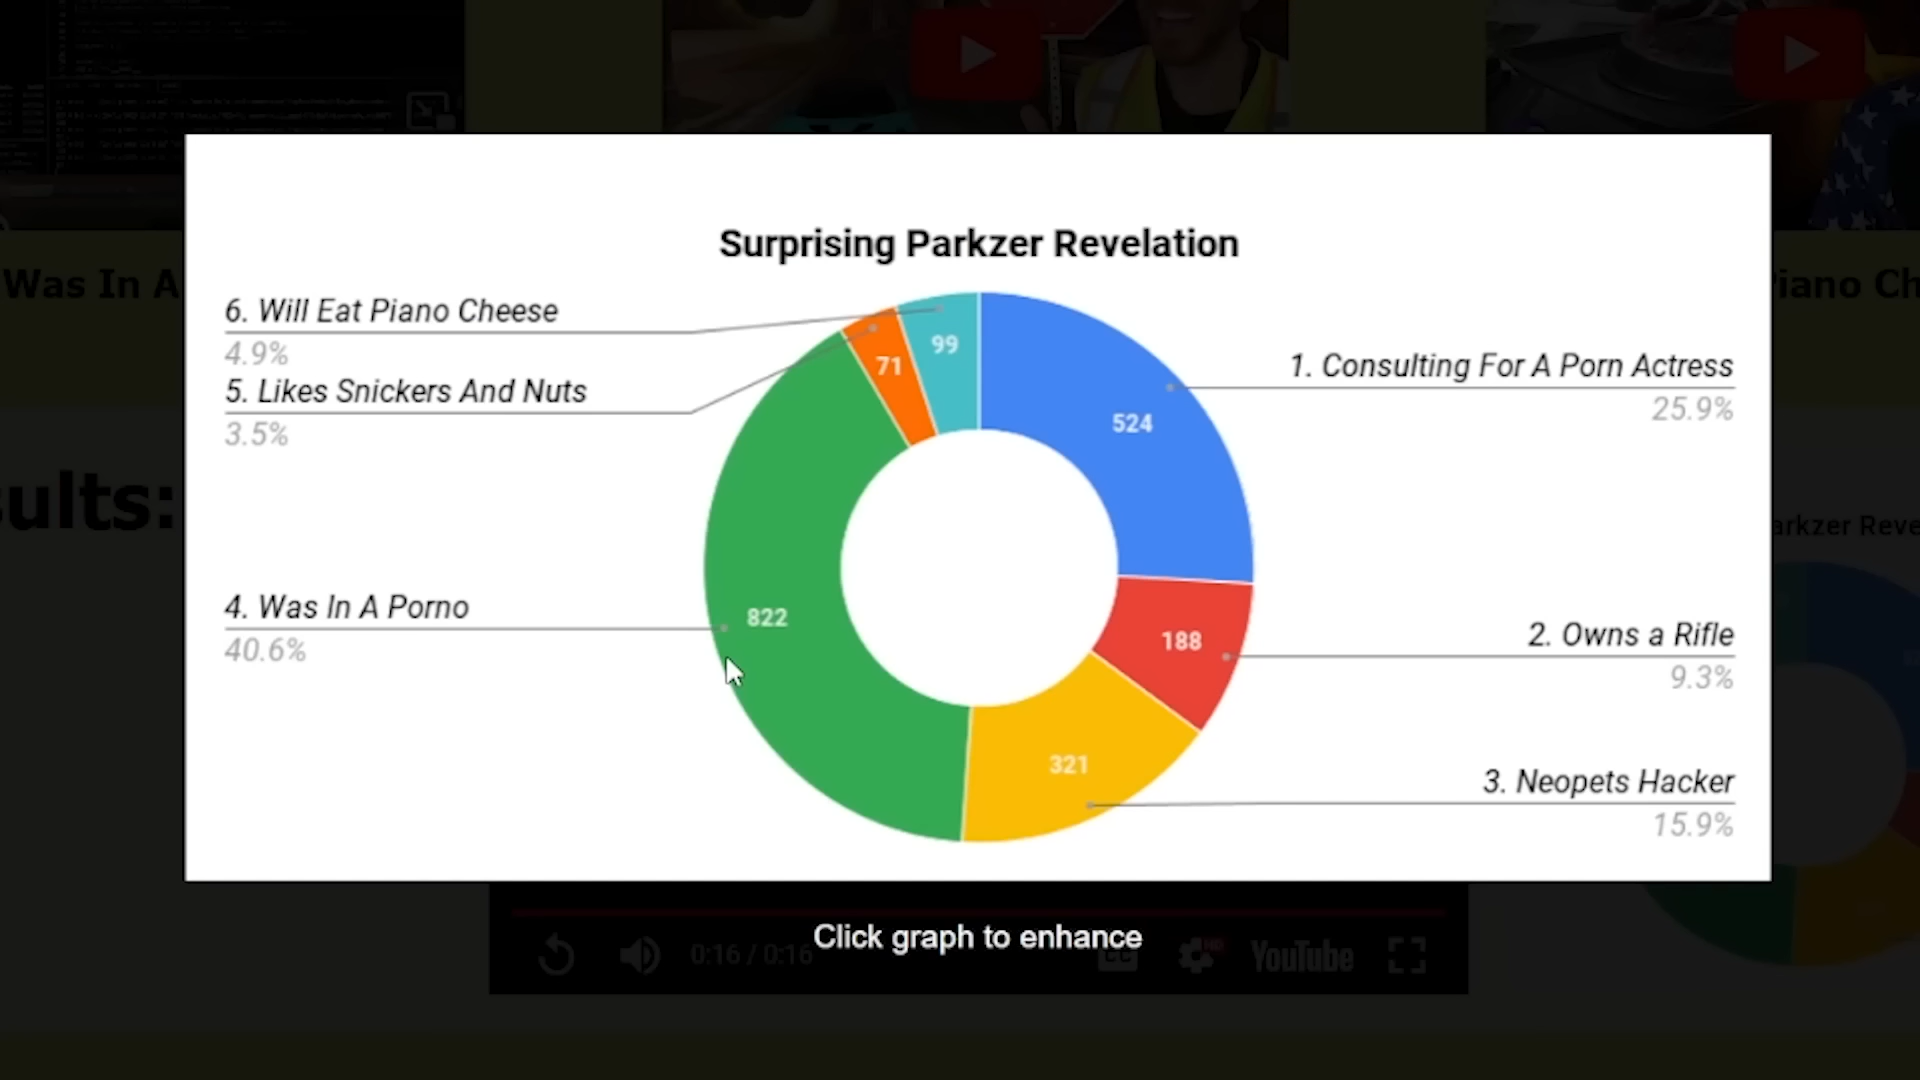 Was In A
iano Ch
Surprising Parkzer Revelation
6. Will Eat Piano Cheese
4.9%
5. Likes Snickers And Nuts
3.5%
4. Was In A Porno
40.6%
1. Consulting For A Porn Actress
25.9%
2. Owns a Rifle
9.3%
3. Neopets Hacker
15.9%
99
71
524
822
188
321
sults:
arkzer Reve
Click graph to enhance
0:16 / 0:16
CC
HD
YouTube